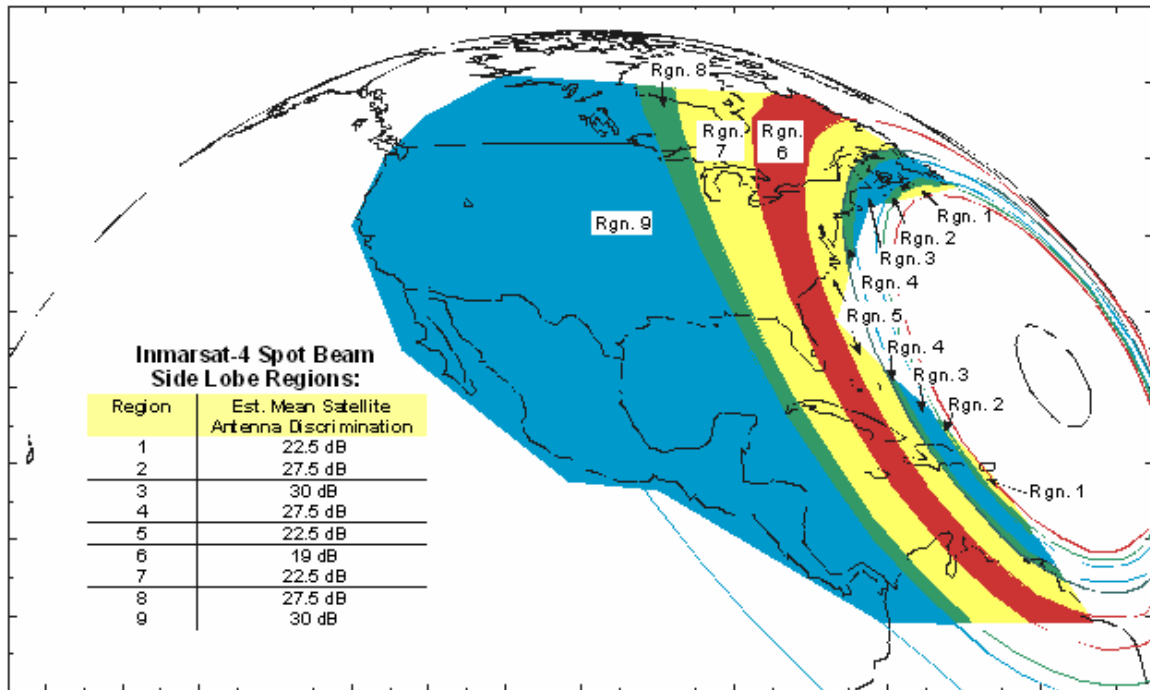 Rgn. 8
Rgn.
7
Rgn.
6
Rgn. 1
Rgn. 2
Rgn. 9
Rgn. 3
Rgn. 4
Rgn. 5
Rgn. 4
Rgn. 3
Rgn. 2
Rgn. 1
Inmarsat-4 Spot Beam
Side Lobe Regions:
Region Est. Mean Satellite
Antenna Discrimination
1 22.5 dB
2 27.5 dB
3 30 dB
4 27.5 dB
5 22.5 dB
6 19 dB
7 22.5 dB
8 27.5 dB
9 30 dB